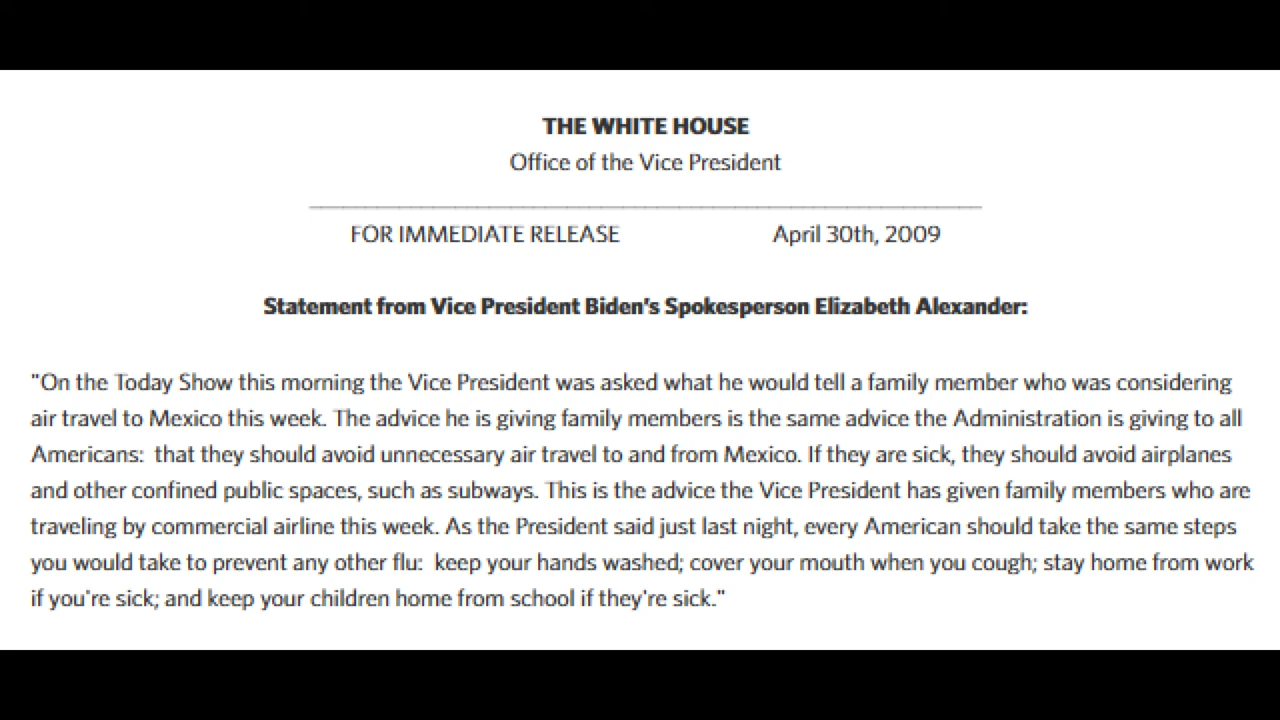 THE WHITE HOUSE
Office of the Vice President
FOR IMMEDIATE RELEASE April 30th, 2009
Statement from Vice President Biden's Spokesperson Elizabeth Alexander:
"On the Today Show this morning the Vice President was asked what he would tell a family member who was considering
air travel to Mexico this week. The advice he is giving family members is the same advice the Administration is giving to all
Americans: that they should avoid unnecessary air travel to and from Mexico. If they are sick, they should avoid airplanes
and other confined public spaces, such as subways. This is the advice the Vice President has given family members who are
traveling by commercial airline this week. As the President said just last night, every American should take the same steps
you would take to prevent any other flu: keep your hands washed; cover your mouth when you cough; stay home from work
if you're sick; and keep your children home from school if they're sick."